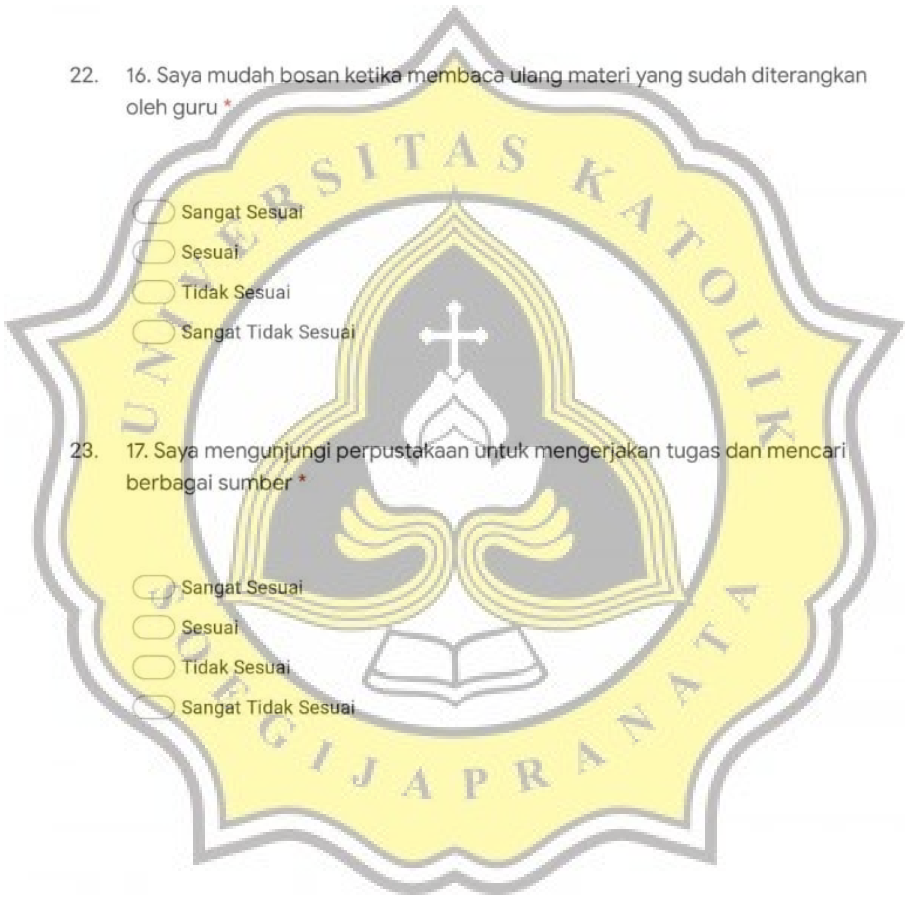 22. 16. Saya mudah bosan ketika membaca ulang materi yang sudah diterangkan
oleh guru *
Sangat Sesuai
Sesuai
Tidak Sesuai
Sangat Tidak Sesuai
23. 17. Saya mengunjungi perpustakaan untuk mengerjakan tugas dan mencari
berbagai sumber *
Sangat Sesuai
Sesuai
Tidak Sesuai
Sangat Tidak Sesuai
UNIVERSITAS KATOLIK
SOEGIJAPRANATA